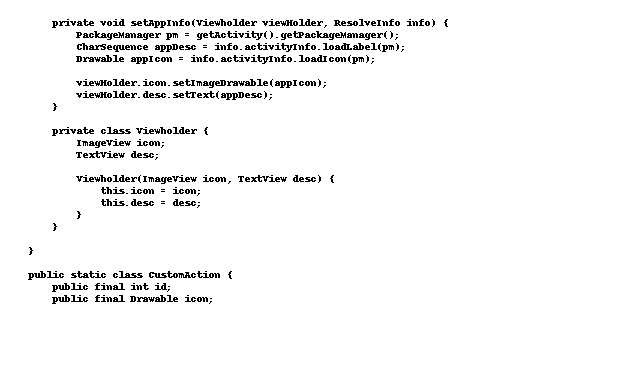 private void setAppInfo(Viewholder viewHolder, ResolveInfo info) {
PackageManager pm = getActivity().getPackageManager();
CharSequence appDesc = info.activityInfo.loadLabel(pm);
Drawable appIcon = info.activityInfo.loadIcon(pm);
viewHolder.icon.setImageDrawable(appIcon);
viewHolder.desc.setText(appDesc);
}
private class Viewholder {
ImageView icon;
TextView desc;
Viewholder(ImageView icon, TextView desc) {
this.icon = icon;
this.desc = desc;
}
}
}
public static class CustomAction {
public final int id;
public final Drawable icon;